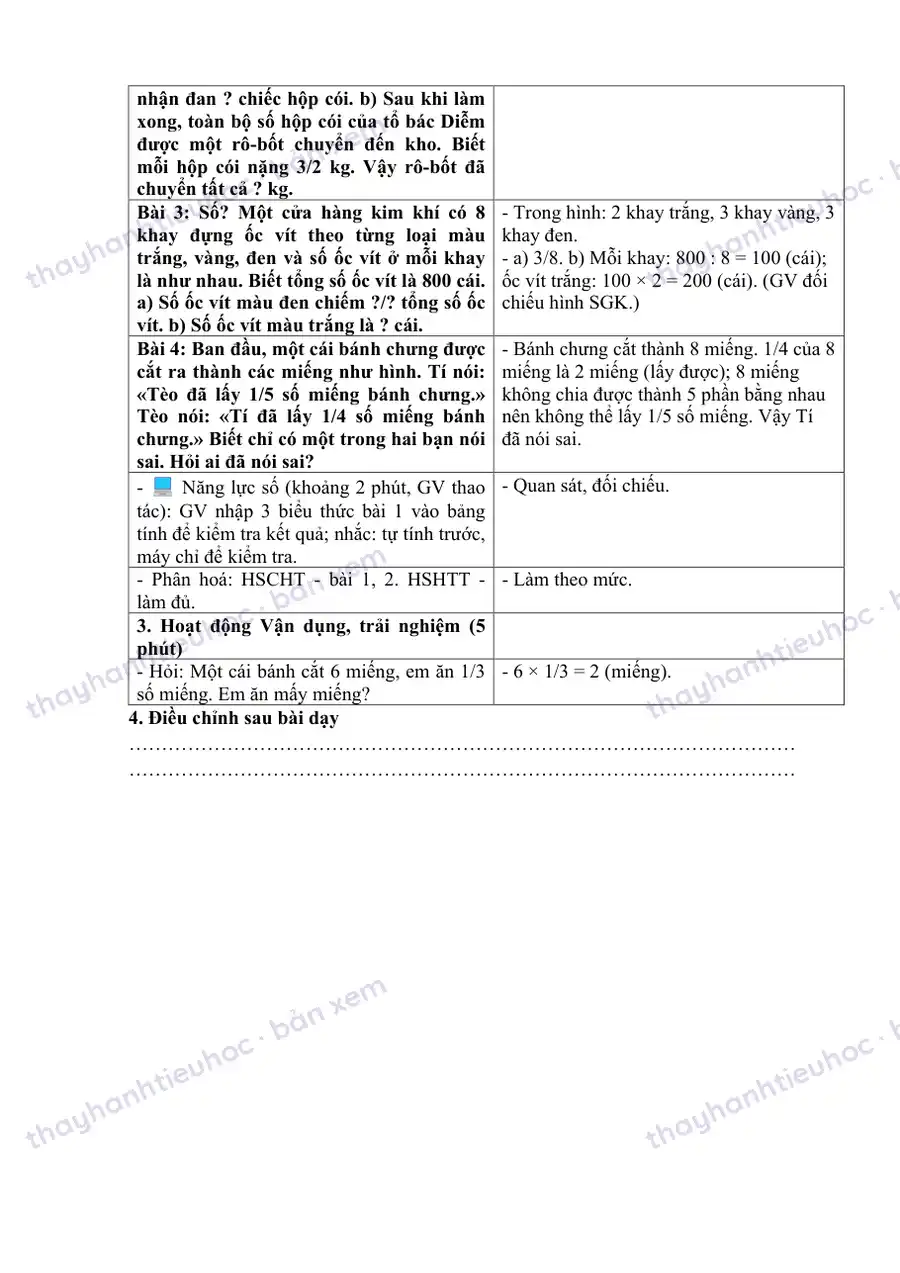 nhận đan ? chiếc hộp cói. b) Sau khi làm
xong, toàn bộ số hộp cói của tổ bác Diễm
được một rô-bốt chuyển đến kho. Biết
mỗi hộp cói nặng 3/2 kg. Vậy rô-bốt đã
chuyển tất cả ? kg.
Bài 3: Số? Một cửa hàng kim khí có 8
khay đựng ốc vít theo từng loại màu
trắng, vàng, đen và số ốc vít ở mỗi khay
là như nhau. Biết tổng số ốc vít là 800 cái.
a) Số ốc vít màu đen chiếm ?/? tổng số ốc
vít. b) Số ốc vít màu trắng là ? cái.
- Trong hình: 2 khay trắng, 3 khay vàng, 3
khay đen.
- a) 3/8. b) Mỗi khay: 800 : 8 = 100 (cái);
ốc vít trắng: 100 × 2 = 200 (cái). (GV đối
chiếu hình SGK.)
Bài 4: Ban đầu, một cái bánh chưng được
cắt ra thành các miếng như hình. Tí nói:
«Tèo đã lấy 1/5 số miếng bánh chưng.»
Tèo nói: «Tí đã lấy 1/4 số miếng bánh
chưng.» Biết chỉ có một trong hai bạn nói
sai. Hỏi ai đã nói sai?
- Bánh chưng cắt thành 8 miếng. 1/4 của 8
miếng là 2 miếng (lấy được); 8 miếng
không chia được thành 5 phần bằng nhau
nên không thể lấy 1/5 số miếng. Vậy Tí
đã nói sai.
- Năng lực số (khoảng 2 phút, GV thao
tác): GV nhập 3 biểu thức bài 1 vào bảng
tính để kiểm tra kết quả; nhắc: tự tính trước,
máy chỉ để kiểm tra.
- Quan sát, đối chiếu.
- Phân hoá: HSCHT - bài 1, 2. HSHTT -
làm đủ.
- Làm theo mức.
3. Hoạt động Vận dụng, trải nghiệm (5
phút)
- Hỏi: Một cái bánh cắt 6 miếng, em ăn 1/3
số miếng. Em ăn mấy miếng?
- 6 × 1/3 = 2 (miếng).
4. Điều chỉnh sau bài dạy
…………………………………………………………………………………………
…………………………………………………………………………………………
thayhanhtieuhoc · bản xem
thayhanhtieuhoc · b
thayhanhtieuhoc · bản xem
thayhanhtieuhoc · b
thayhanhtieuhoc · bản xem
thayhanhtieuhoc · b